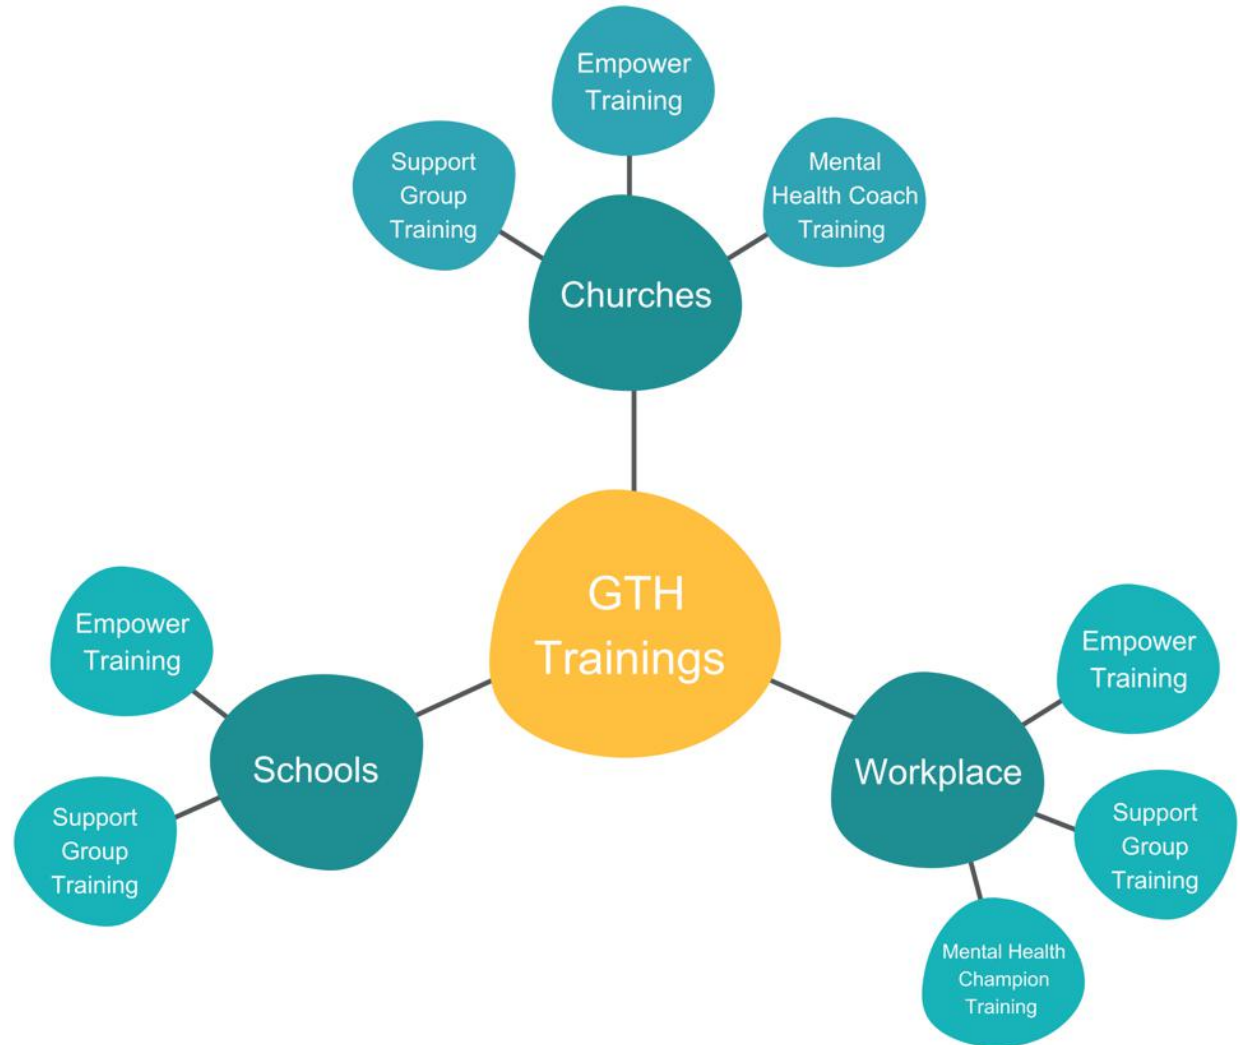 Empower
Training
Support
Group
Training
Mental
Health Coach
Training
Churches
GTH
Trainings
Empower
Training
Schools
Support
Group
Training
Empower
Training
Workplace
Support
Group
Training
Mental Health
Champion
Training